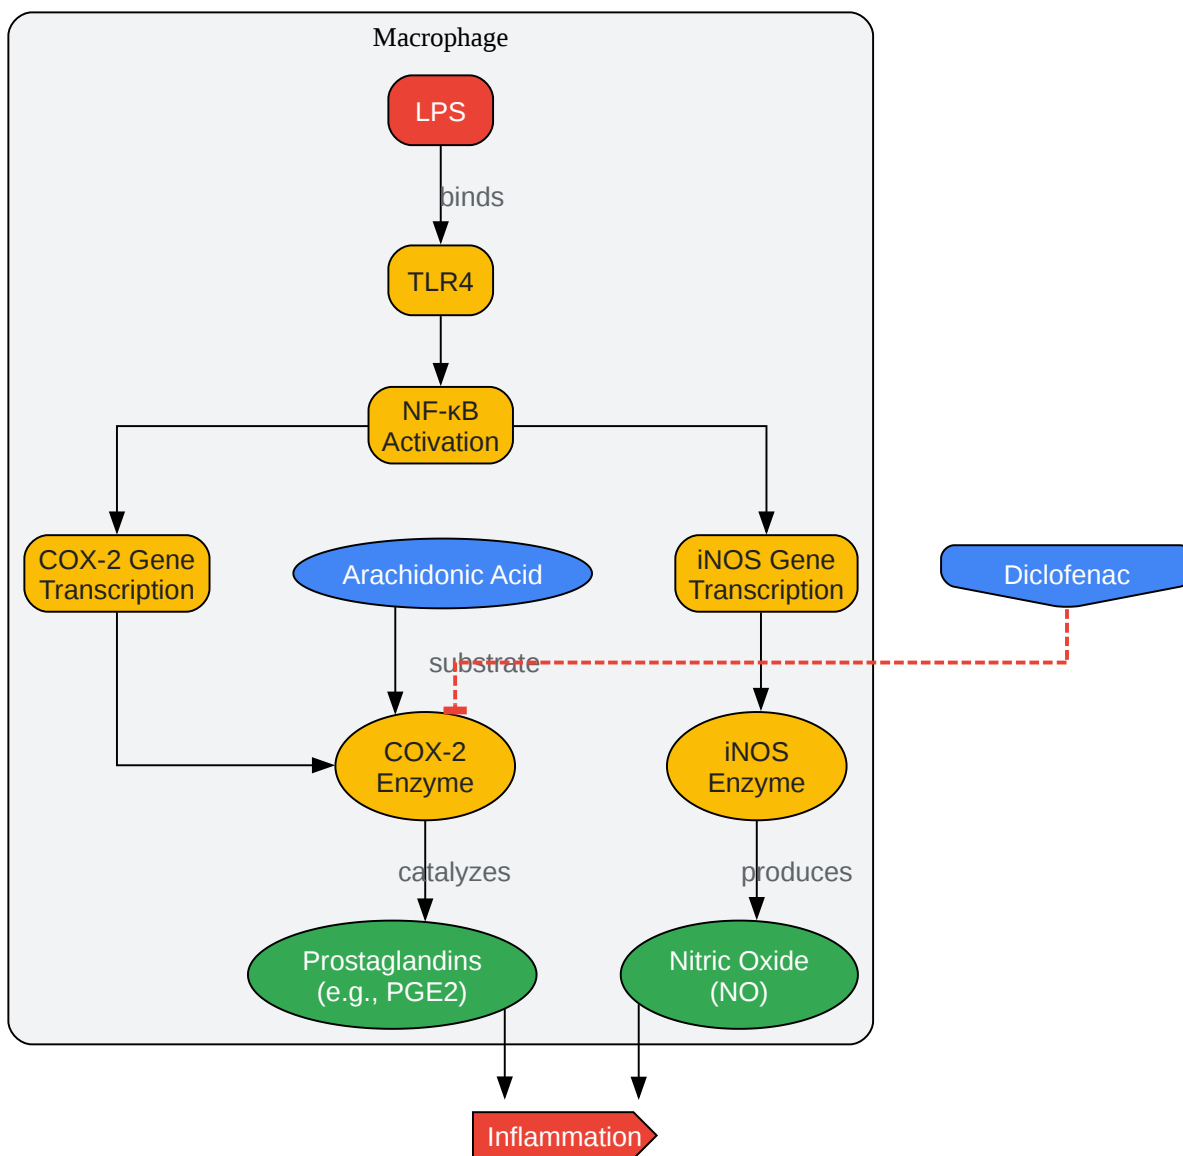 Macrophage
LPS
binds
TLR4
NF-κB
Activation
COX-2 Gene
Transcription
Arachidonic Acid
iNOS Gene
Transcription
Diclofenac
substrate
COX-2
Enzyme
iNOS
Enzyme
catalyzes
produces
Prostaglandins
(e.g., PGE2)
Nitric Oxide
(NO)
Inflammation